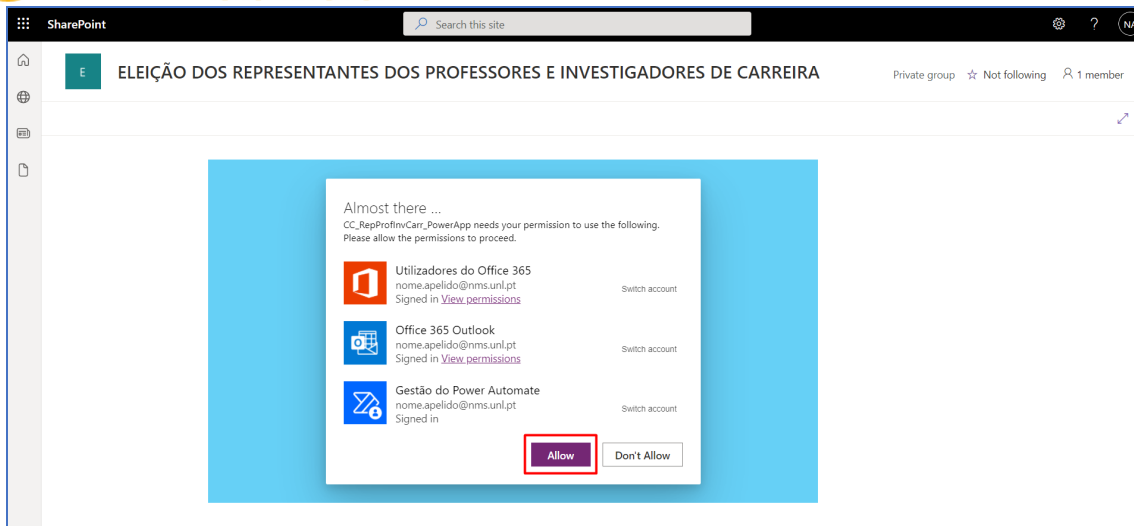 SharePoint
Search this site
?
NA
E
ELEIÇÃO DOS REPRESENTANTES DOS PROFESSORES E INVESTIGADORES DE CARREIRA
Private group
Not following
1 member
Almost there ...
CC_RepProfInvCarr_PowerApp needs your permission to use the following.
Please allow the permissions to proceed.
Utilizadores do Office 365
nome.apelido@nms.unl.pt
Switch account
Signed in View permissions
Office 365 Outlook
nome.apelido@nms.unl.pt
Switch account
Signed in View permissions
Gestão do Power Automate
nome.apelido@nms.unl.pt
Switch account
Signed in
Allow
Don't Allow